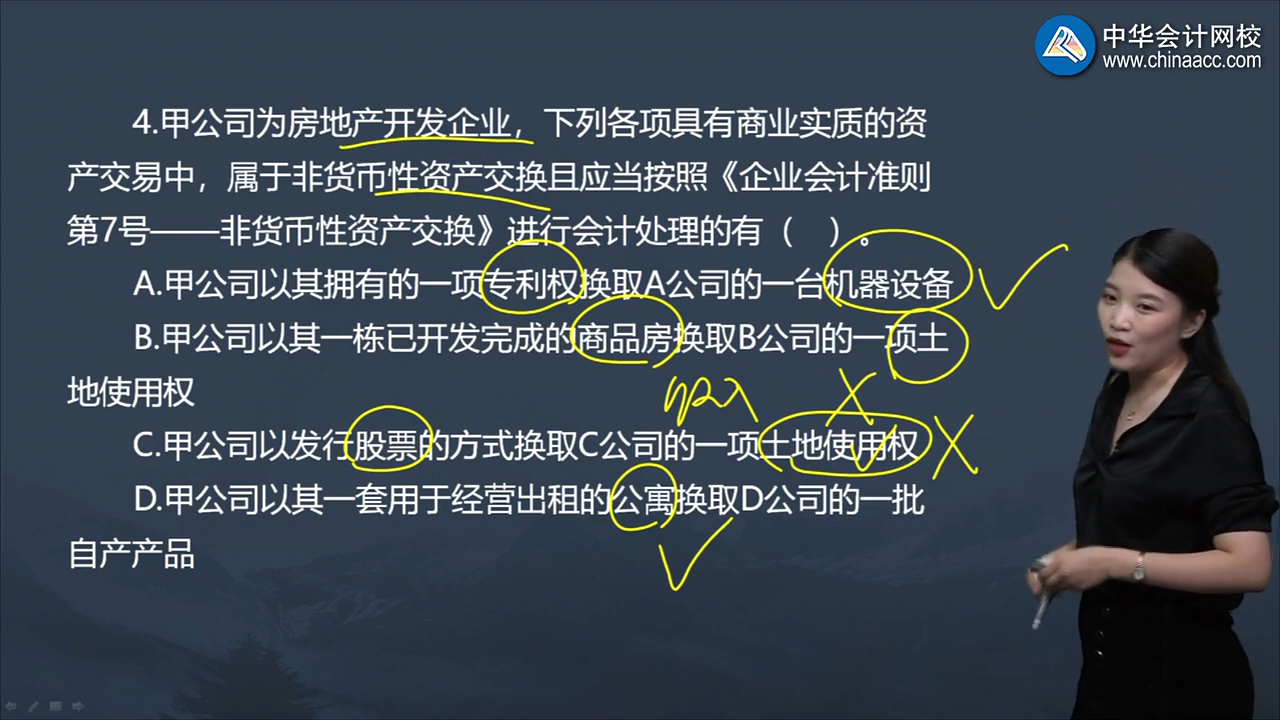 中华会计网校
www.chinaacc.com
4.甲公司为房地产开发企业，下列各项具有商业实质的资
产交易中，属于非货币性资产交换且应当按照《企业会计准则
第7号——非货币性资产交换》进行会计处理的有（　）。
A.甲公司以其拥有的一项专利权换取A公司的一台机器设备
B.甲公司以其一栋已开发完成的商品房换取B公司的一项土
地使用权
C.甲公司以发行股票的方式换取C公司的一项土地使用权
D.甲公司以其一套用于经营出租的公寓换取D公司的一批
自产产品